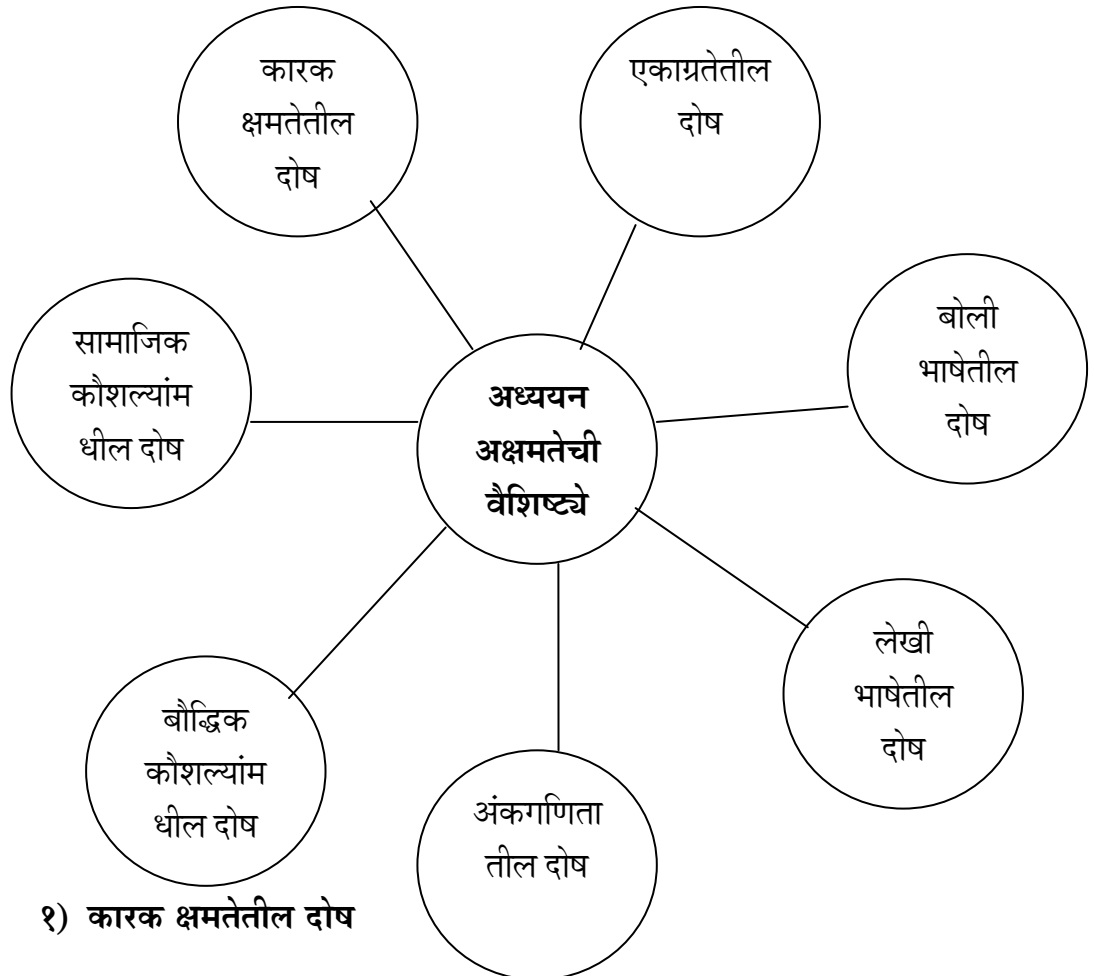 कारक
क्षमतेतील
दोष
एकाग्रतेतील
दोष
सामाजिक
कौशल्यांम
धील दोष
अध्ययन
अक्षमतेची
वैशिष्ट्ये
बोली
भाषेतील
दोष
लेखी
भाषेतील
दोष
बौद्धिक
कौशल्यांम
धील दोष
अंकगणिता
तील दोष
१) कारक क्षमतेतील दोष